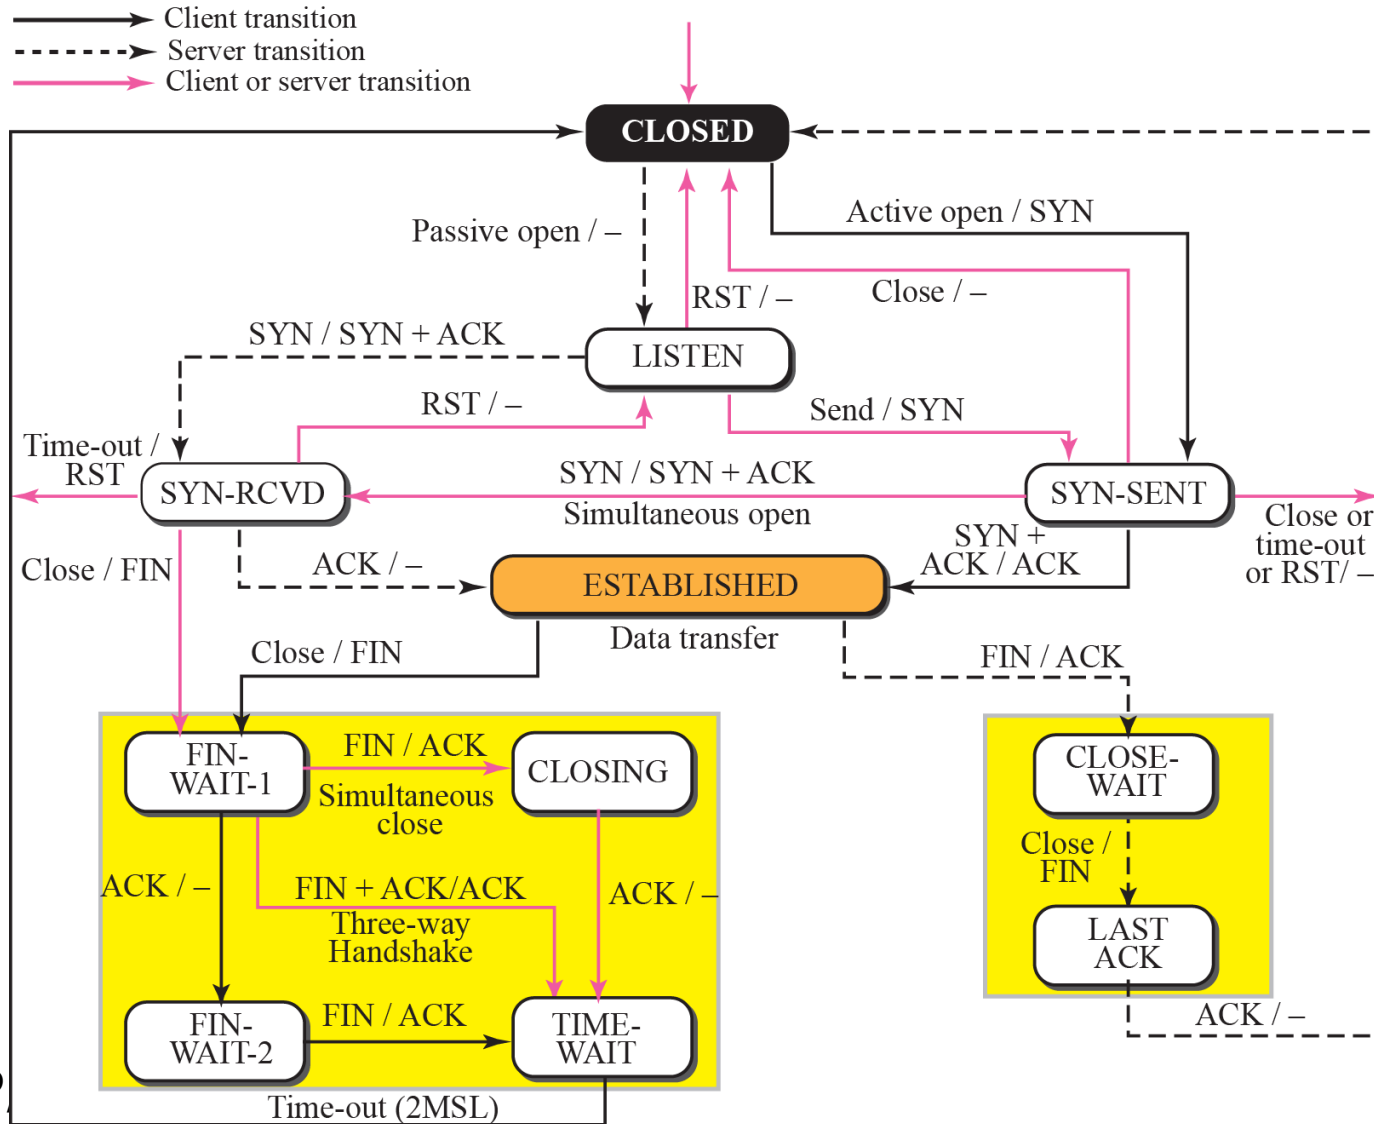 Client transition
Server transition
Client or server transition
CLOSED
Active open / SYN
Passive open / –
RST / –
Close / –
SYN / SYN + ACK
LISTEN
RST / –
Send / SYN
Time-out /
RST
SYN-RCVD
SYN / SYN + ACK
Simultaneous open
SYN-SENT
Close or
time-out
or RST/ –
Close / FIN
ACK / –
SYN +
ACK / ACK
ESTABLISHED
Data transfer
Close / FIN
FIN / ACK
FIN-
WAIT-1
FIN / ACK
Simultaneous
close
CLOSING
CLOSE-
WAIT
Close /
FIN
ACK / –
FIN + ACK/ACK
Three-way
Handshake
ACK / –
LAST
ACK
FIN-
WAIT-2
FIN / ACK
TIME-
WAIT
ACK / –
Time-out (2MSL)